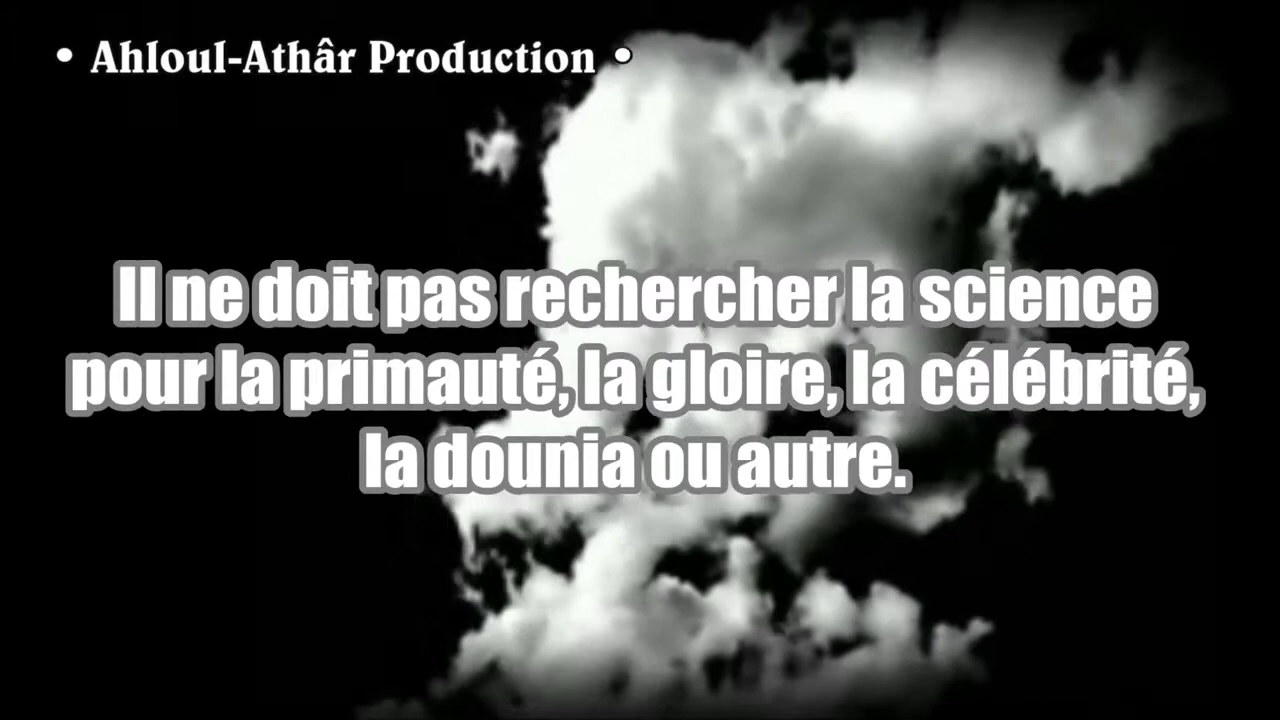 • Ahloul-Athâr Production •
Il ne doit pas rechercher la science
pour la primauté, la gloire, la célébrité,
la dounia ou autre.